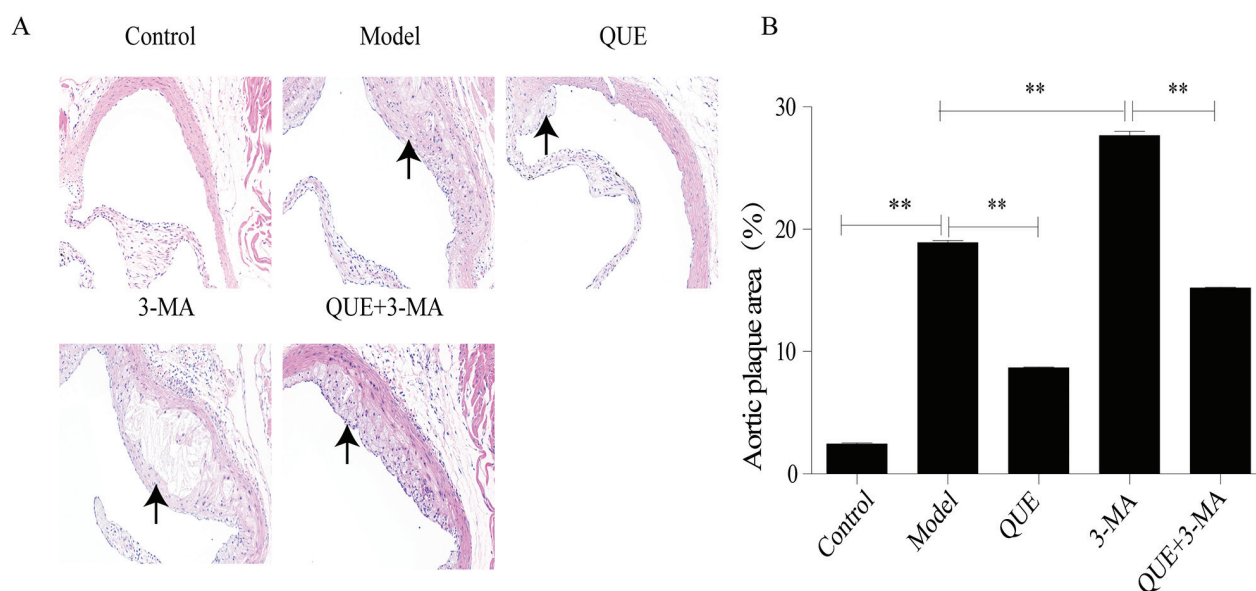 A
Control
Model
QUE
3-MA
QUE+3-MA
B
Aortic plaque area (%)
30
20
10
0
**
**
**
**
Control
Model
QUE
3-MA
QUE+3-MA